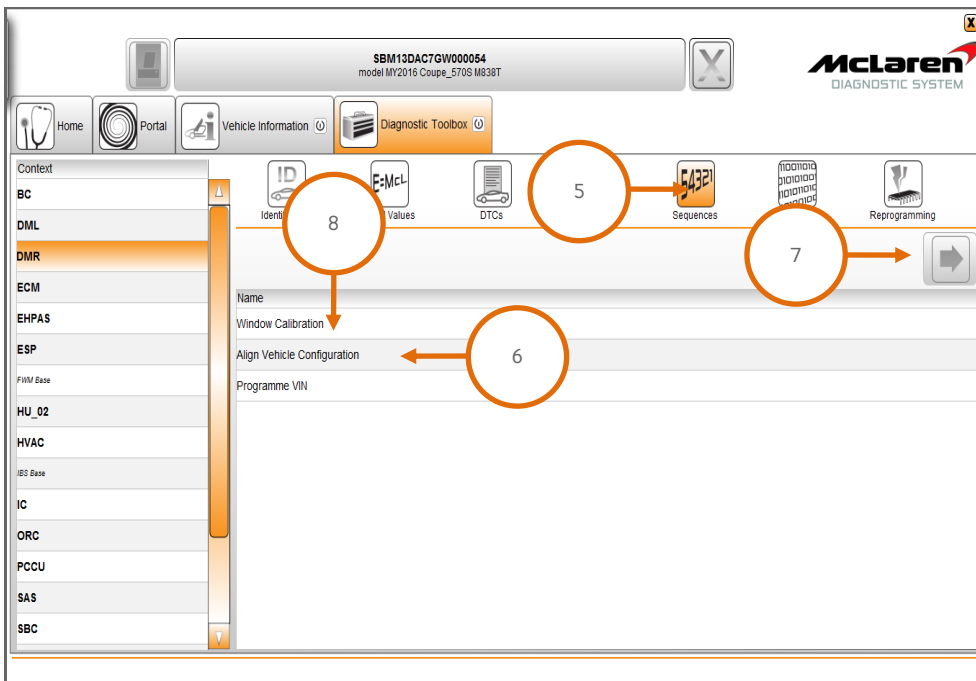 X
SBM13DAC7GW000054
model MY2016 Coupe_570S M838T
X
McLaren
DIAGNOSTIC SYSTEM
Home
Portal
Vehicle Information
Diagnostic Toolbox
Context
BC
DML
DMR
ECM
EHPAS
ESP
FWM Base
HU_02
HVAC
IBS Base
IC
ORC
PCCU
SAS
SBC
ID
E=McL
Values
DTCs
5
54321
Sequences
Reprogramming
8
7
Name
Window Calibration
Align Vehicle Configuration
6
Programme VIN